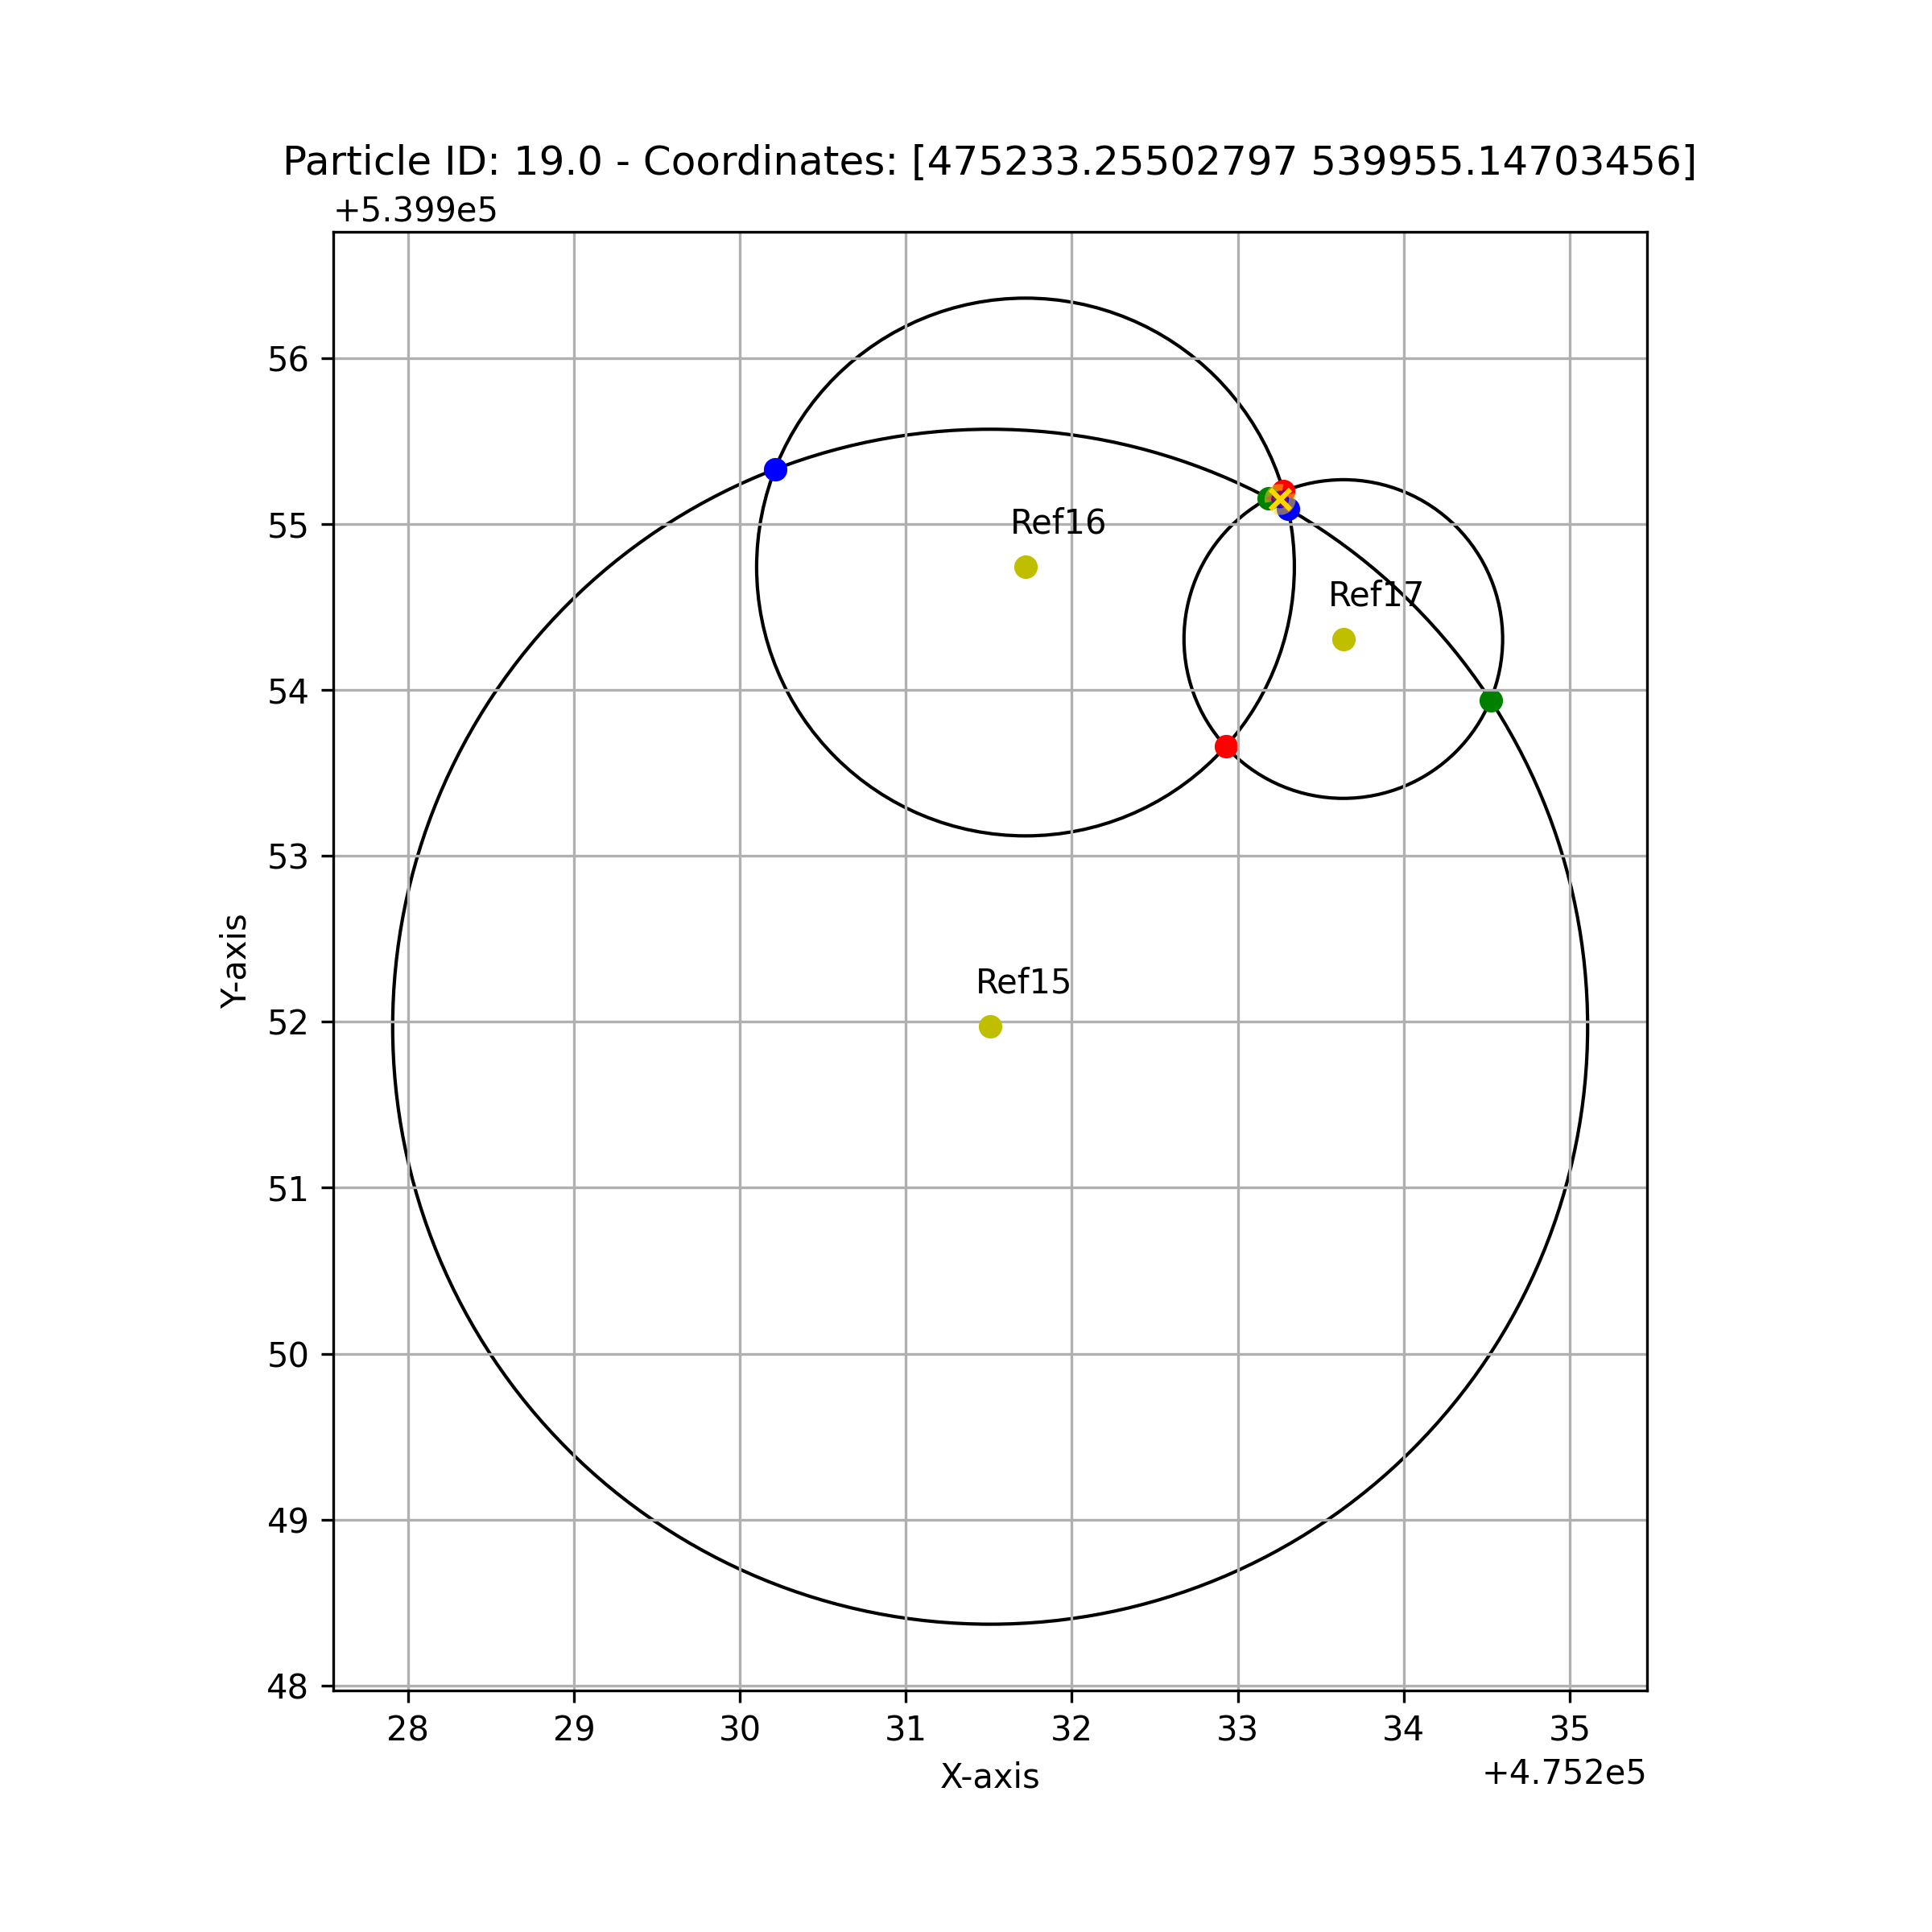 Particle ID: 19.0 - Coordinates: [475233.25502797 539955.14703456]
+5.399e5
56
55
54
53
52
51
50
49
48
Y-axis
Ref16
Ref17
Ref15
28 29 30 31 32 33 34 35
X-axis
+4.752e5